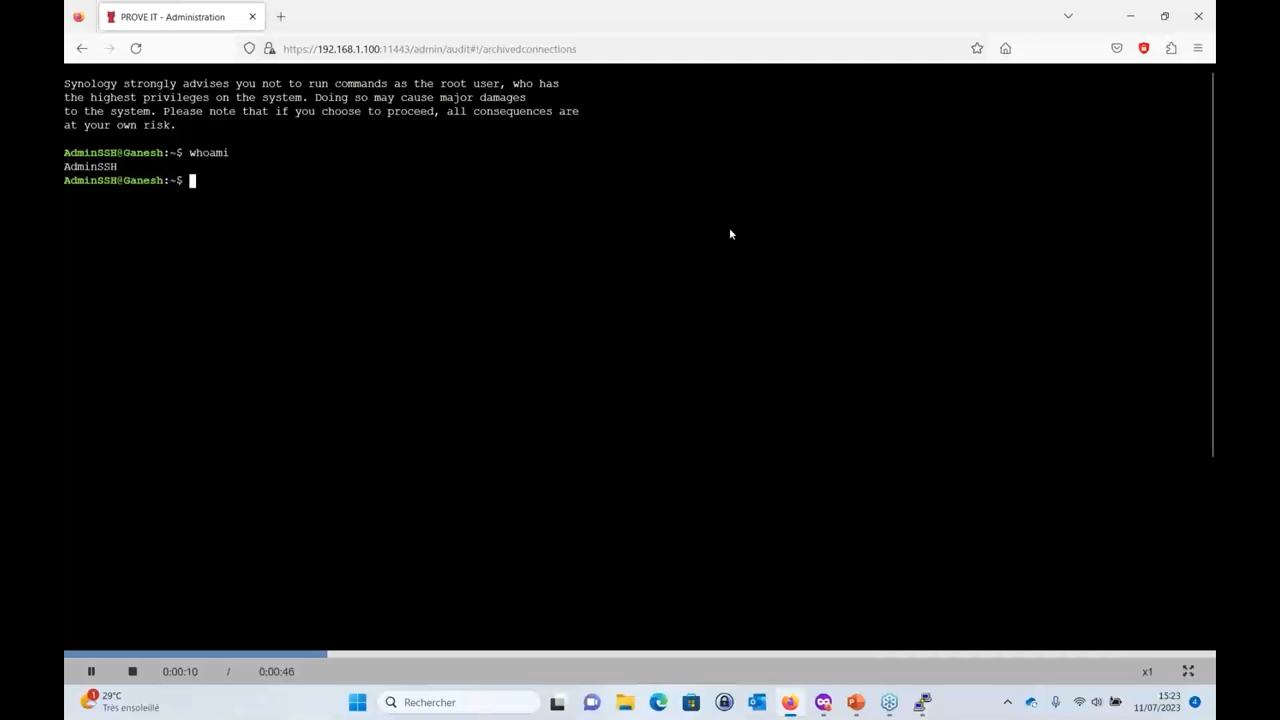 PROVE IT - Administration
https://192.168.1.100:11443/admin/audit#!/archivedconnections
Synology strongly advises you not to run commands as the root user, who has
the highest privileges on the system. Doing so may cause major damages
to the system. Please note that if you choose to proceed, all consequences are
at your own risk.
AdminSSH@Ganesh:~$ whoami
AdminSSH
AdminSSH@Ganesh:~$
0:00:10 / 0:00:46 x1
1 29°C
Très ensoleillé
Rechercher
15:23
11/07/2023
4